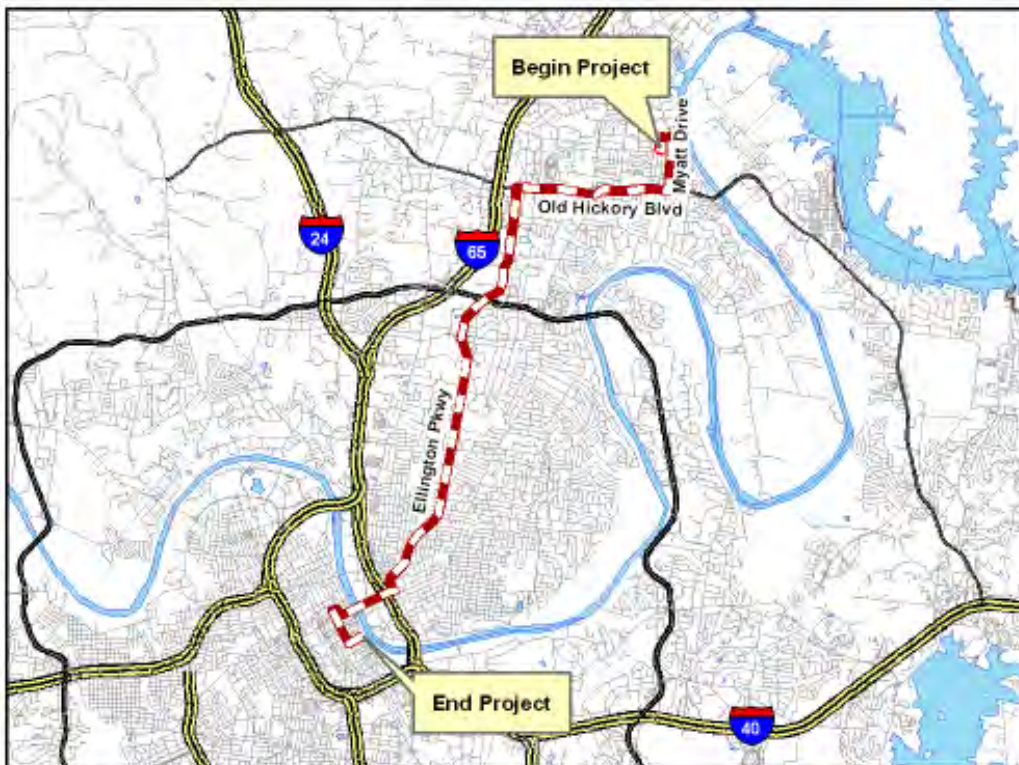 Begin Project
Myatt Drive
Old Hickory Blvd
24
65
Ellington Pkwy
End Project
40